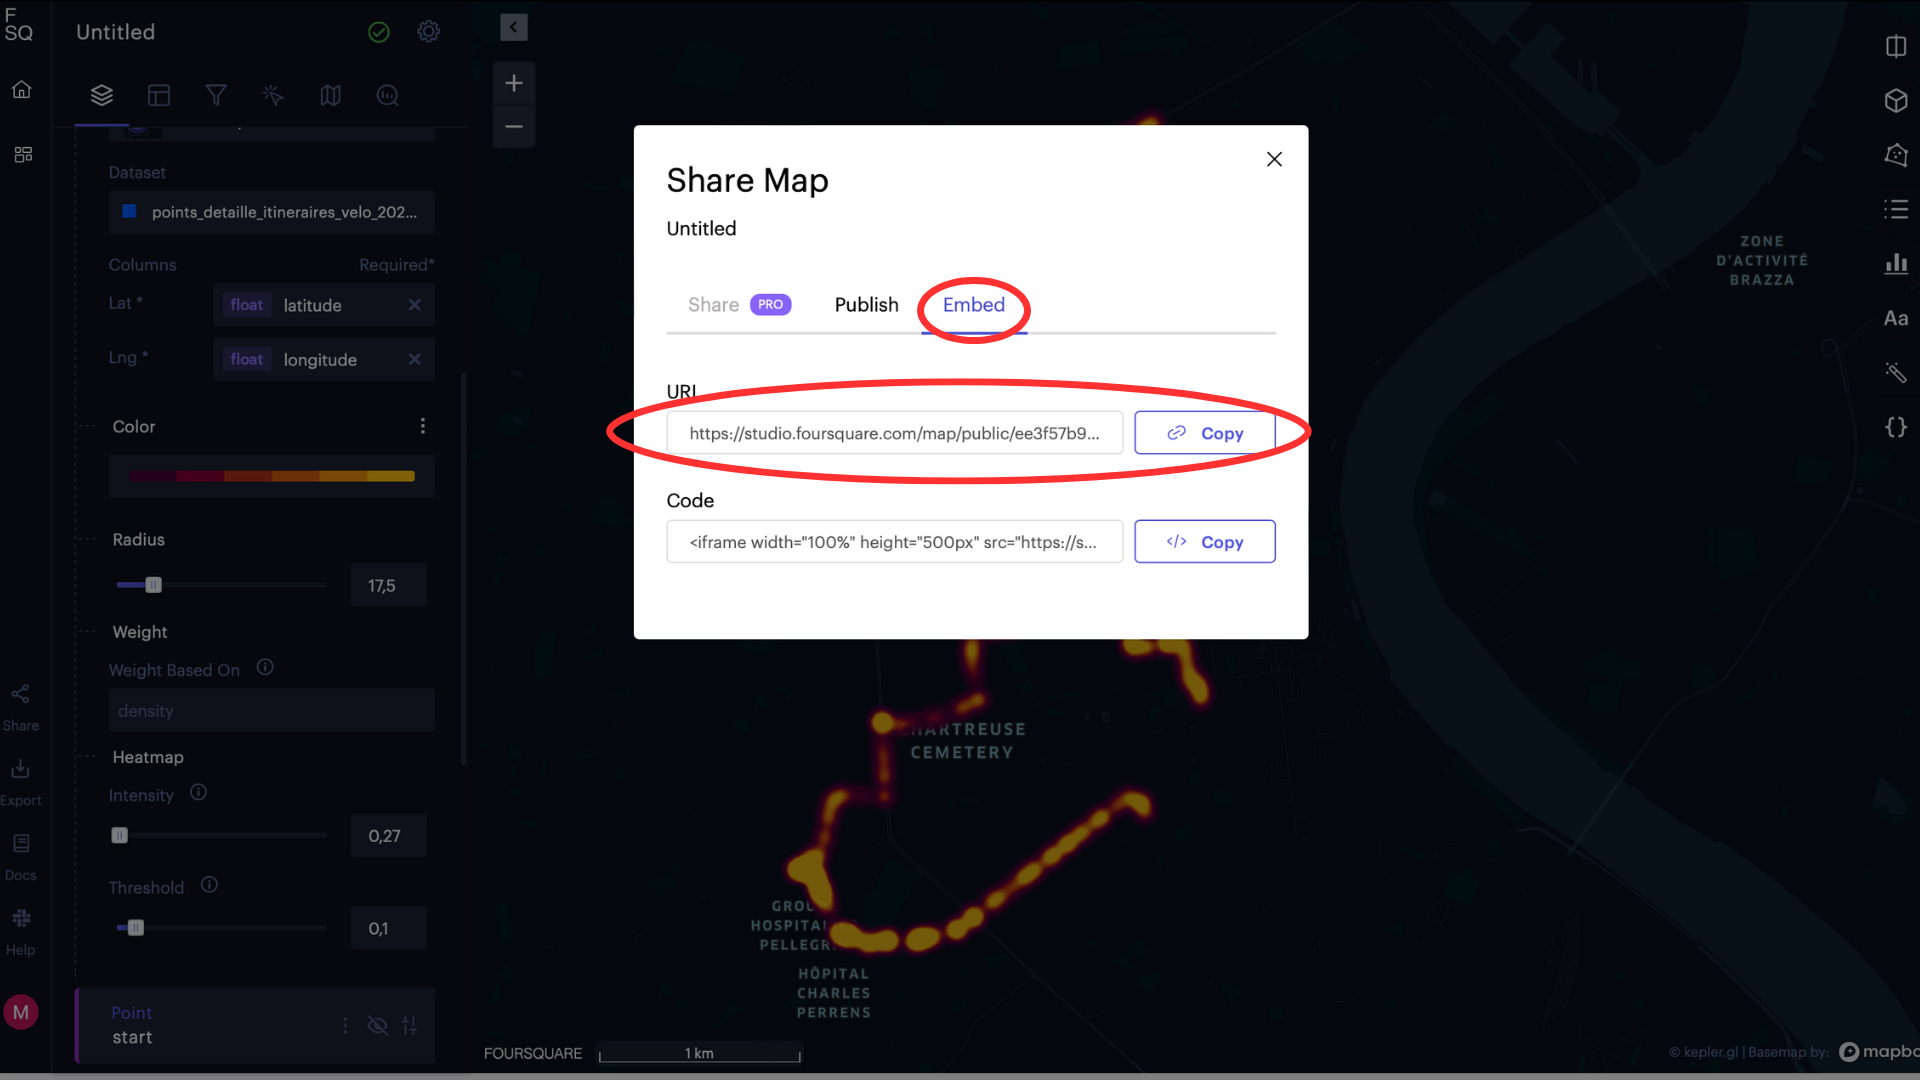 F
SQ
Untitled
Dataset
points_detaille_itineraires_velo_202...
Columns
Required*
Lat *
float
latitude
Lng *
float
longitude
Color
Radius
17,5
Weight
Weight Based On
density
Heatmap
Intensity
0,27
Threshold
0,1
Point
start
Share
Export
Docs
Help
M
Share Map
Untitled
Share PRO
Publish
Embed
URL
https://studio.foursquare.com/map/public/ee3f57b9...
Copy
Code
<iframe width="100%" height="500px" src="https://s...
</> Copy
ZONE
D'ACTIVITÉ
BRAZZA
Aa
{}
CHARTREUSE
CEMETERY
HOSPITALIER
HÔPITAL
CHARLES
PERRENS
FOURSQUARE
1 km
© kepler.gl | Basemap by:
mapbo